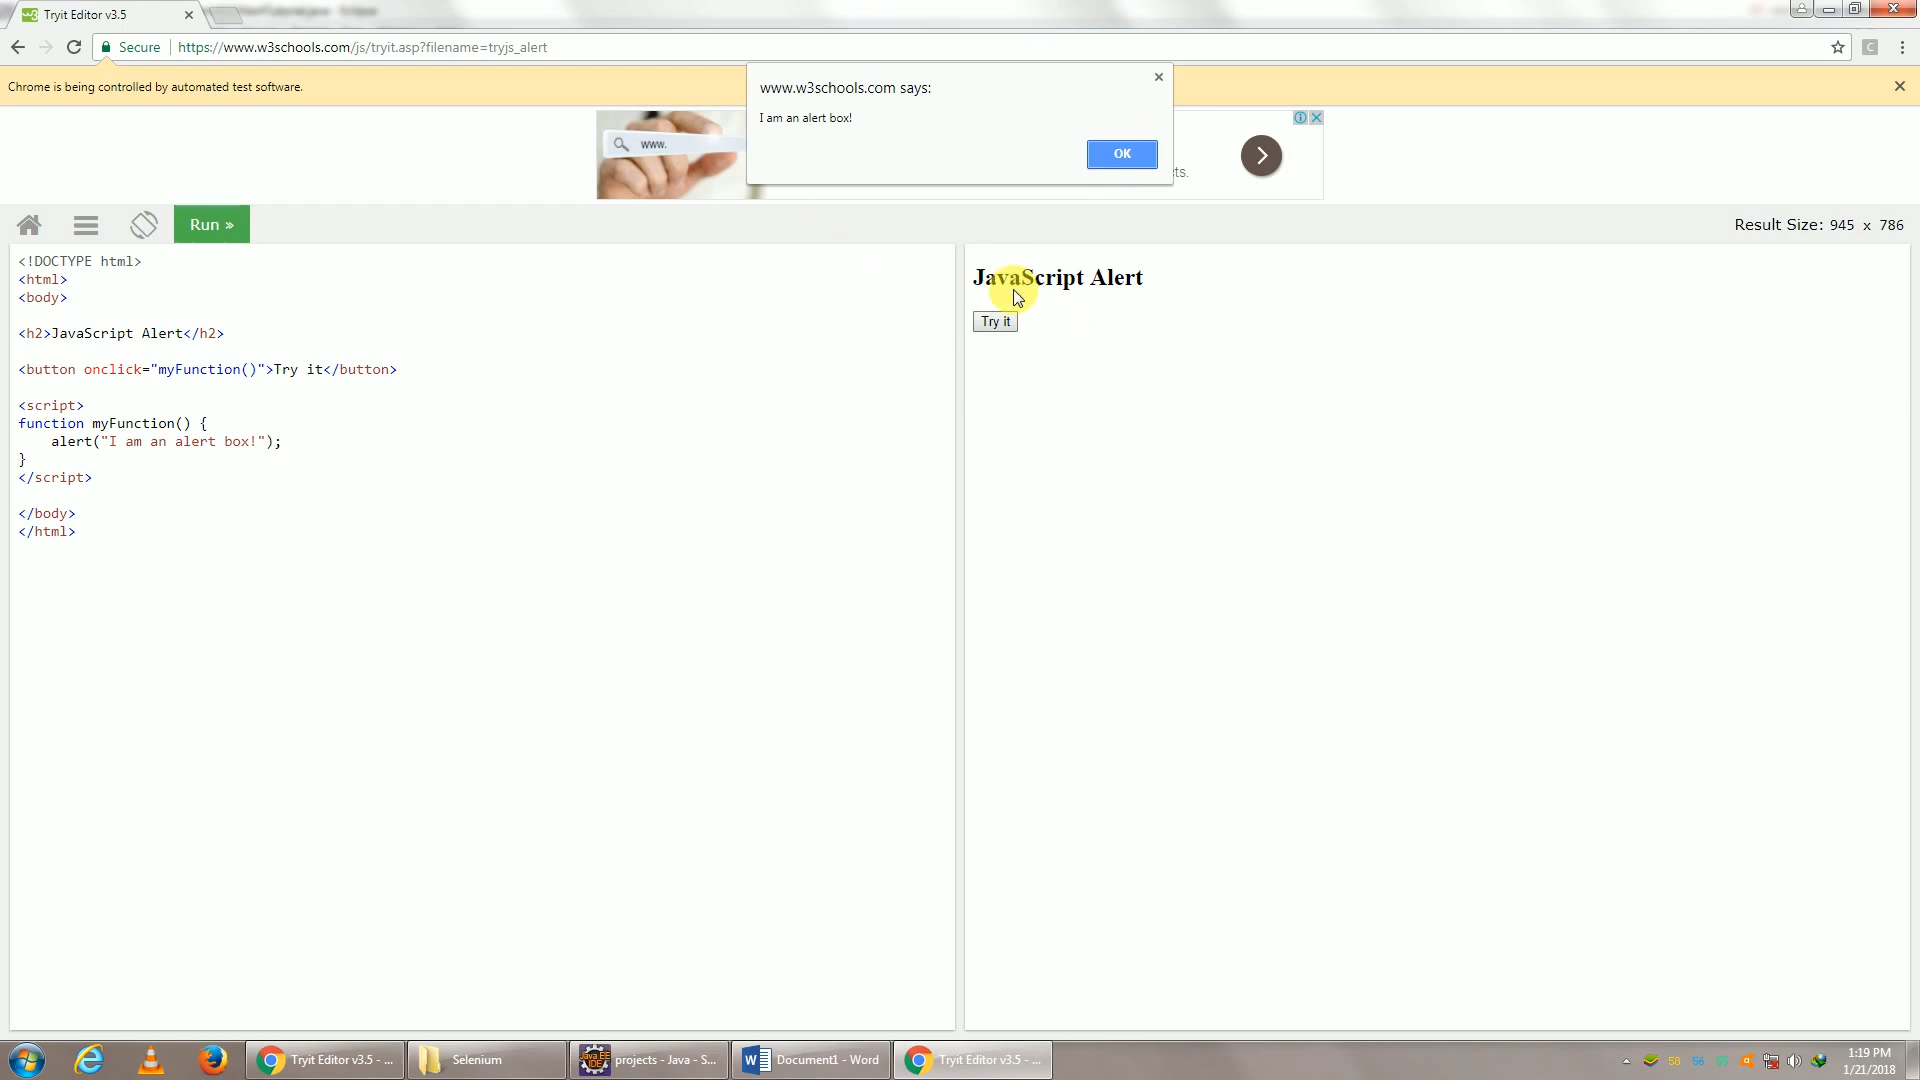 Tryit Editor v3.5
Secure
https://www.w3schools.com/js/tryit.asp?filename=tryjs_alert
Chrome is being controlled by automated test software.
www.w3schools.com says:
I am an alert box!
OK
www.
cts.
Run »
Result Size: 945 x 786
<!DOCTYPE html>
<html>
<body>
<h2>JavaScript Alert</h2>
<button onclick="myFunction()">Try it</button>
<script>
function myFunction() {
alert("I am an alert box!");
}
</script>
</body>
</html>
JavaScript Alert
Try it
Tryit Editor v3.5 - ...
Selenium
projects - Java - S...
Document1 - Word
Tryit Editor v3.5 - ...
58
56
1:19 PM
1/21/2018